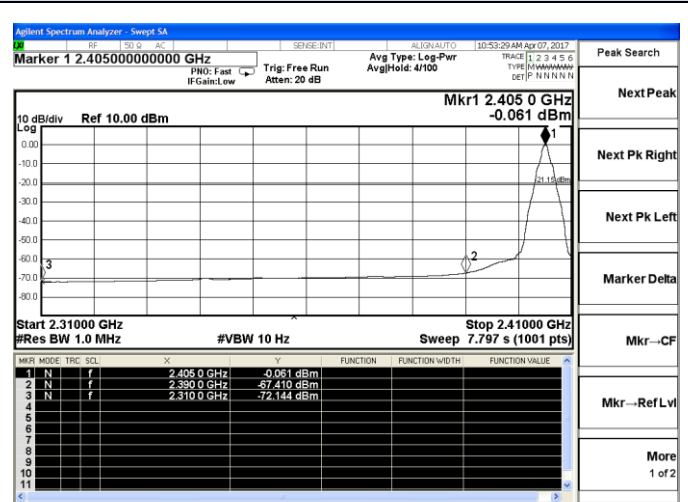 Agilent Spectrum Analyzer - Swept SA
RF 50 Ω AC SENSE:INT ALIGNAUTO 10:53:29 AM Apr 07, 2017
Marker 1 2.405000000000 GHz
PNO: Fast
IFGain:Low
Trig: Free Run
Atten: 20 dB
Avg Type: Log-Pwr
Avg|Hold: 4/100
TRACE 1 2 3 4 5 6
TYPE MWWWWW
DET P N N N N N
Peak Search
Next Peak
Next Pk Right
Next Pk Left
Marker Delta
Mkr→CF
Mkr→Ref Lvl
More
1 of 2
Mkr1 2.405 0 GHz
-0.061 dBm
10 dB/div Ref 10.00 dBm
Log
0.00
-10.0
-20.0
-30.0
-40.0
-50.0
-60.0
-70.0
-80.0
1
-21.15 dBm
2
3
Start 2.31000 GHz Stop 2.41000 GHz
#Res BW 1.0 MHz #VBW 10 Hz Sweep 7.797 s (1001 pts)
MKR MODE TRC SCL X Y FUNCTION FUNCTION WIDTH FUNCTION VALUE
1 N f 2.405 0 GHz -0.061 dBm
2 N f 2.390 0 GHz -67.410 dBm
3 N f 2.310 0 GHz -72.144 dBm
4
5
6
7
8
9
10
11